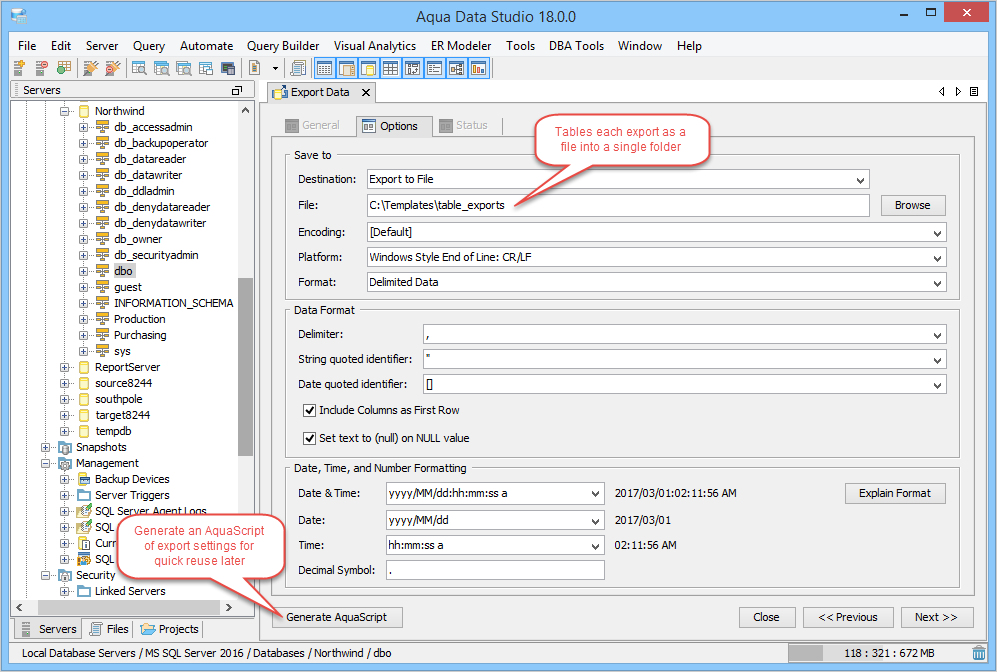 Aqua Data Studio 18.0.0
File Edit Server Query Automate Query Builder Visual Analytics ER Modeler Tools DBA Tools Window Help
Servers
Northwind
db_accessadmin
db_backupoperator
db_datareader
db_datawriter
db_ddladmin
db_denydatareader
db_denydatawriter
db_owner
db_securityadmin
dbo
guest
INFORMATION_SCHEMA
Production
Purchasing
sys
ReportServer
source8244
southpole
target8244
tempdb
Snapshots
Management
Backup Devices
Server Triggers
SQL Server Agent Logs
SQL
Curr
SQL
Security
Linked Servers
Generate an AquaScript
of export settings for
quick reuse later
Servers Files Projects
Export Data
General Options Status
Tables each export as a
file into a single folder
Save to
Destination: Export to File
File: C:\Templates\table_exports Browse
Encoding: [Default]
Platform: Windows Style End of Line: CR/LF
Format: Delimited Data
Data Format
Delimiter: ,
String quoted identifier: "
Date quoted identifier: []
Include Columns as First Row
Set text to (null) on NULL value
Date, Time, and Number Formatting
Date & Time: yyyy/MM/dd:hh:mm:ss a 2017/03/01:02:11:56 AM Explain Format
Date: yyyy/MM/dd 2017/03/01
Time: hh:mm:ss a 02:11:56 AM
Decimal Symbol: .
Generate AquaScript Close << Previous Next >>
Local Database Servers / MS SQL Server 2016 / Databases / Northwind / dbo 118 : 321 : 672 MB